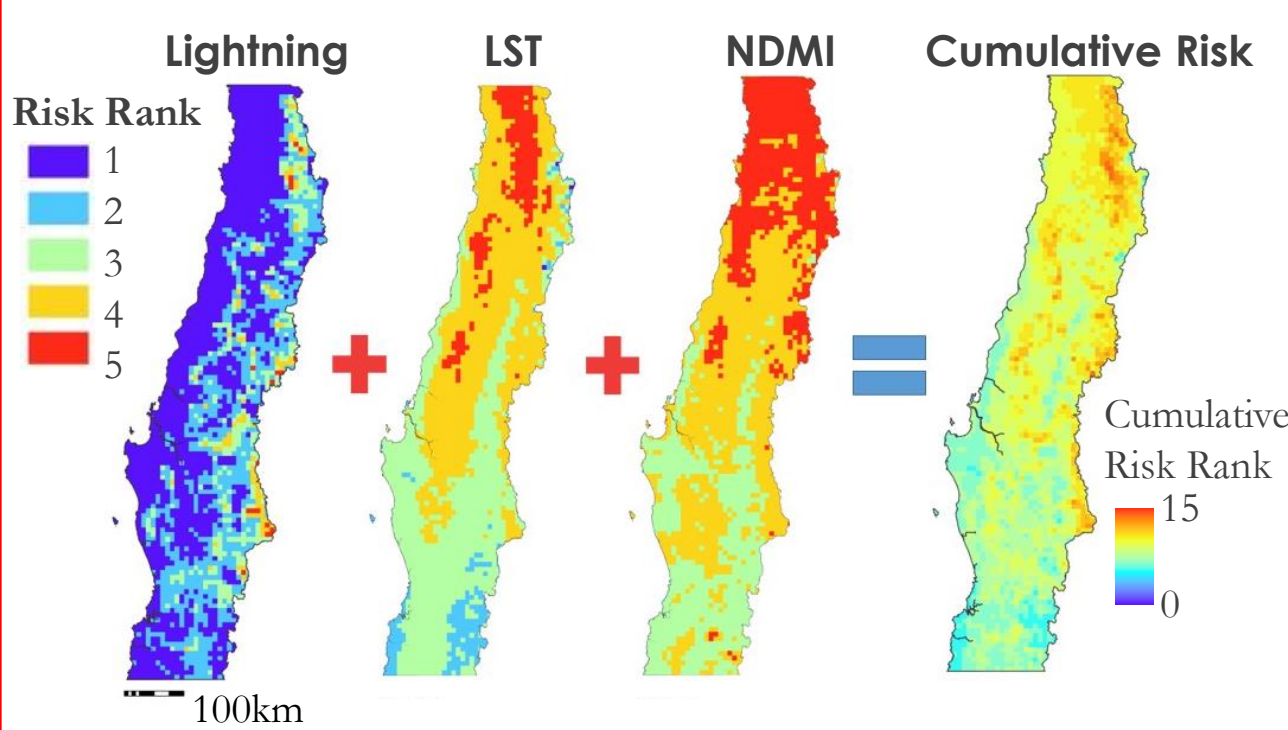 Lightning
LST
NDMI
Cumulative Risk
Risk Rank
1
2
3
4
5
Cumulative
Risk Rank
15
0
100km